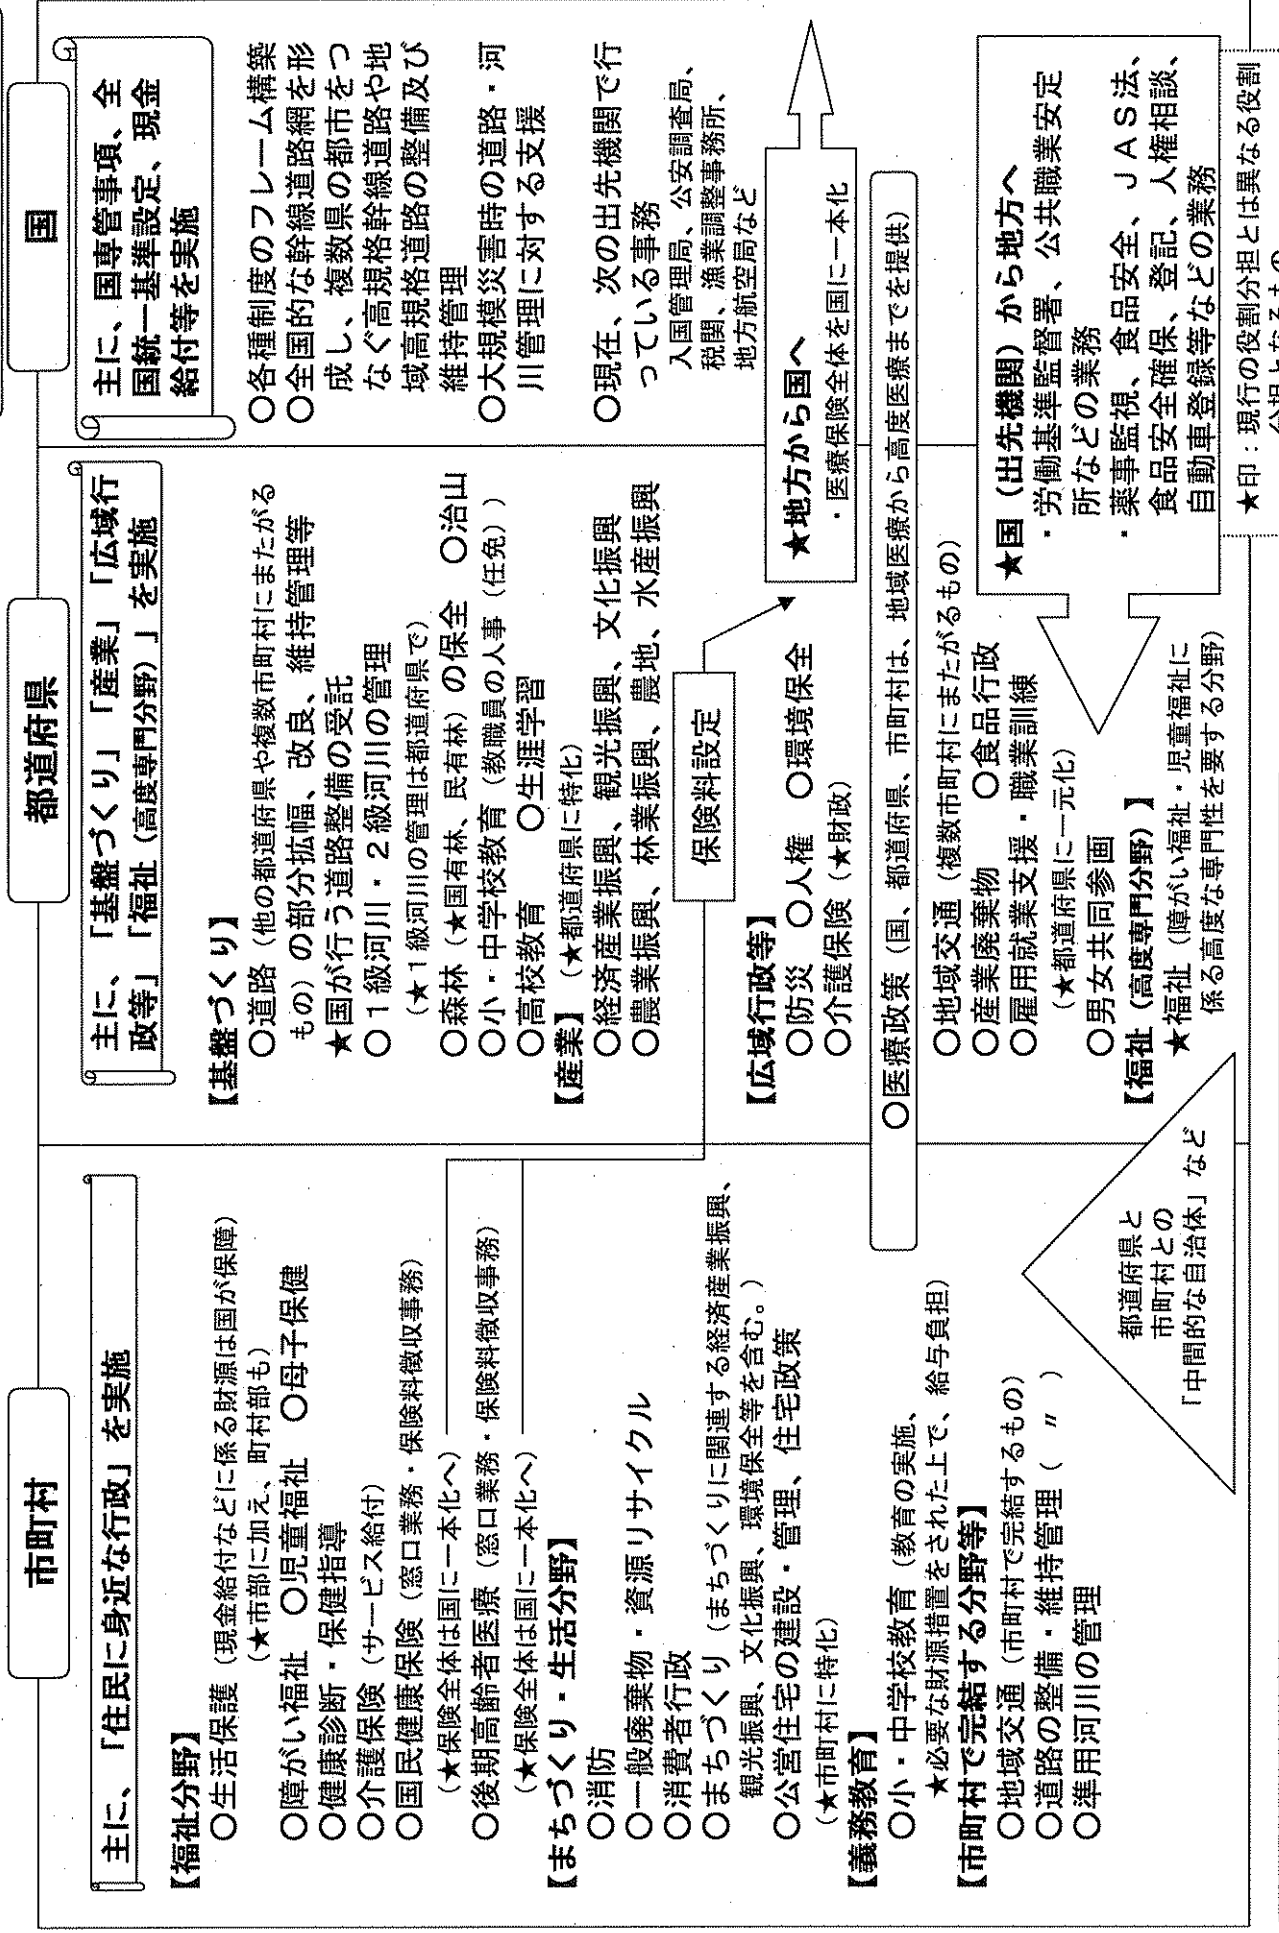 市町村
主に、「住民に身近な行政」を実施
【福祉分野】
○生活保護（現金給付などに係る財源は国が保障）
（★市部に加え、町村部も）
○障がい福祉　○児童福祉　○母子保健
○健康診断・保健指導
○介護保険（サービス給付）
○国民健康保険（窓口業務・保険料徴収事務）
（★保険全体は国に一本化へ）
○後期高齢者医療（窓口業務・保険料徴収事務）
（★保険全体は国に一本化へ）
【まちづくり・生活分野】
○消防
○一般廃棄物・資源リサイクル
○消費者行政
○まちづくり（まちづくりに関連する経済産業振興、
観光振興、文化振興、環境保全等を含む。）
○公営住宅の建設・管理、住宅政策
（★市町村に特化）
【義務教育】
○小・中学校教育（教育の実施、
★必要な財源措置をされた上で、給与負担）
【市町村で完結する分野等】
○地域交通（市町村で完結するもの）
○道路の整備・維持管理（　〃　）
○準用河川の管理
都道府県と
市町村との
「中間的な自治体」など
都道府県
主に、「基盤づくり」「産業」「広域行
政等」「福祉（高度専門分野）」を実施
【基盤づくり】
○道路（他の都道府県や複数市町村にまたがる
もの）の部分拡幅、改良、維持管理等
★国が行う道路整備の受託
○１級河川・２級河川の管理
（★１級河川の管理は都道府県で）
○森林（★国有林、民有林）の保全　○治山
○小・中学校教育（教職員の人事（任免））
○高校教育　○生涯学習
【産業】（★都道府県に特化）
○経済産業振興、観光振興、文化振興
○農業振興、林業振興、農地、水産振興
保険料設定
【広域行政等】
○防災　○人権　○環境保全
○介護保険（★財政）
○医療政策（国、都道府県、市町村は、地域医療から高度医療までを提供）
○地域交通（複数市町村にまたがるもの）
○産業廃棄物　○食品行政
○雇用就業支援・職業訓練
（★都道府県に一元化）
○男女共同参画
【福祉（高度専門分野）】
★福祉（障がい福祉・児童福祉に
係る高度な専門性を要する分野）
国
主に、国専管事項、全
国統一基準設定、現金
給付等を実施
○各種制度のフレーム構築
○全国的な幹線道路網を形
成し、複数県の都市をつ
なぐ高規格幹線道路や地
域高規格道路の整備及び
維持管理
○大規模災害時の道路・河
川管理に対する支援
○現在、次の出先機関で行
っている事務
入国管理局、公安調査局、
税関、漁業調整事務所、
地方航空局など
★地方から国へ
・医療保険全体を国に一本化
★国（出先機関）から地方へ
・労働基準監督署、公共職業安定
所などの業務
・薬事監視、食品安全、ＪＡＳ法、
食品安全確保、登記、人権相談、
自動車登録等などの業務
★印：現行の役割分担とは異なる役割
分担となるもの